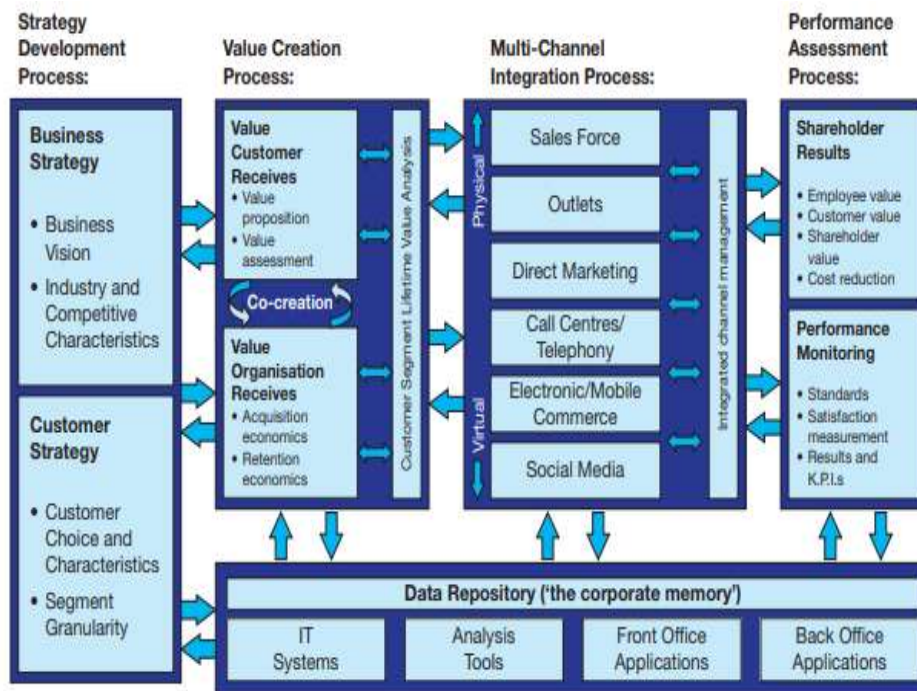 Strategy
Development
Process:
Value Creation
Process:
Multi-Channel
Integration Process:
Performance
Assessment
Process:
Business
Strategy
• Business
Vision
• Industry and
Competitive
Characteristics
Customer
Strategy
• Customer
Choice and
Characteristics
• Segment
Granularity
Value
Customer
Receives
• Value
proposition
• Value
assessment
Co-creation
Value
Organisation
Receives
• Acquisition
economics
• Retention
economics
Customer Segment Lifetime Value Analysis
Physical
Virtual
Sales Force
Outlets
Direct Marketing
Call Centres/
Telephony
Electronic/Mobile
Commerce
Social Media
Integrated channel management
Shareholder
Results
• Employee value
• Customer value
• Shareholder
value
• Cost reduction
Performance
Monitoring
• Standards
• Satisfaction
measurement
• Results and
K.P.I.s
Data Repository ('the corporate memory')
IT
Systems
Analysis
Tools
Front Office
Applications
Back Office
Applications